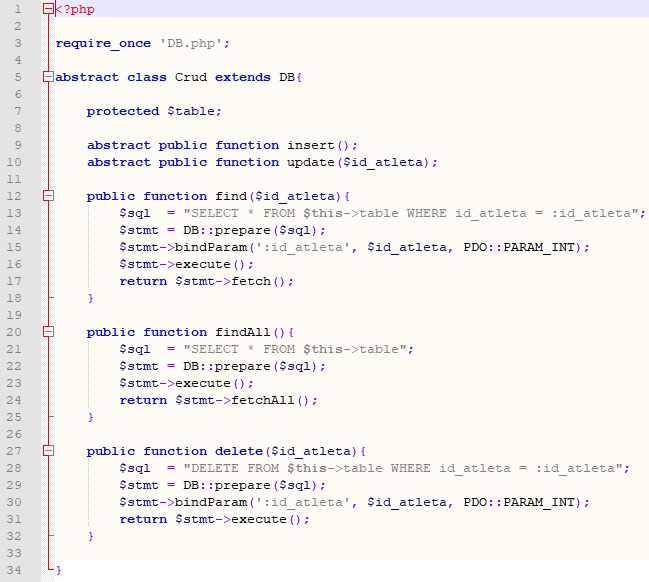 1 <?php
2
3 require_once 'DB.php';
4
5 abstract class Crud extends DB{
6
7     protected $table;
8
9     abstract public function insert();
10     abstract public function update($id_atleta);
11
12     public function find($id_atleta){
13         $sql  = "SELECT * FROM $this->table WHERE id_atleta = :id_atleta";
14         $stmt = DB::prepare($sql);
15         $stmt->bindParam(':id_atleta', $id_atleta, PDO::PARAM_INT);
16         $stmt->execute();
17         return $stmt->fetch();
18     }
19
20     public function findAll(){
21         $sql  = "SELECT * FROM $this->table";
22         $stmt = DB::prepare($sql);
23         $stmt->execute();
24         return $stmt->fetchAll();
25     }
26
27     public function delete($id_atleta){
28         $sql  = "DELETE FROM $this->table WHERE id_atleta = :id_atleta";
29         $stmt = DB::prepare($sql);
30         $stmt->bindParam(':id_atleta', $id_atleta, PDO::PARAM_INT);
31         return $stmt->execute();
32     }
33
34 }